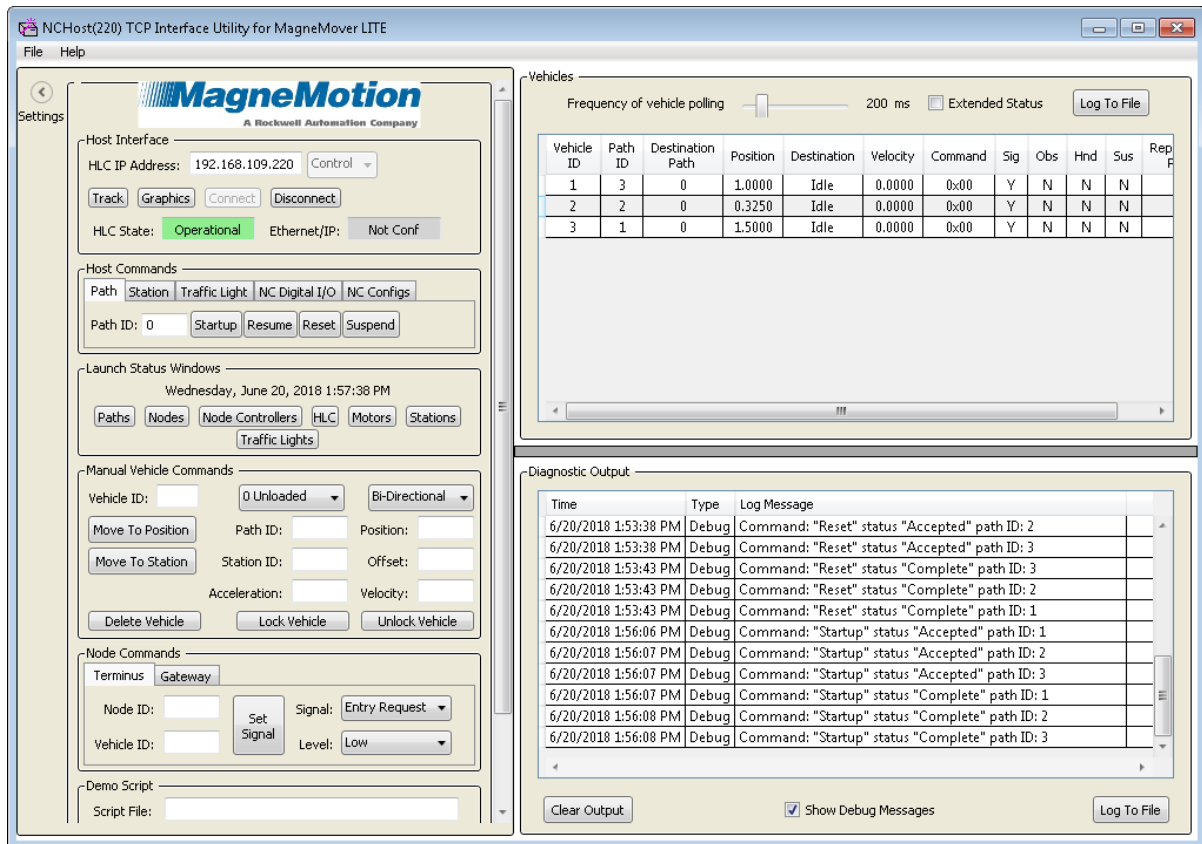 NCHost(220) TCP Interface Utility for MagneMover LITE
File Help
Settings
MagneMotion
A Rockwell Automation Company
Host Interface
HLC IP Address: 192.168.109.220 Control
Track Graphics Connect Disconnect
HLC State: Operational Ethernet/IP: Not Conf
Host Commands
Path Station Traffic Light NC Digital I/O NC Configs
Path ID: 0 Startup Resume Reset Suspend
Launch Status Windows
Wednesday, June 20, 2018 1:57:38 PM
Paths Nodes Node Controllers HLC Motors Stations
Traffic Lights
Manual Vehicle Commands
Vehicle ID: 0 Unloaded Bi-Directional
Move To Position Path ID: Position:
Move To Station Station ID: Offset:
Acceleration: Velocity:
Delete Vehicle Lock Vehicle Unlock Vehicle
Node Commands
Terminus Gateway
Node ID: Set Signal Signal: Entry Request
Vehicle ID: Level: Low
Demo Script
Script File:
Vehicles
Frequency of vehicle polling 200 ms Extended Status Log To File
Vehicle ID Path ID Destination Path Position Destination Velocity Command Sig Obs Hnd Sus Rep
1 3 0 1.0000 Idle 0.0000 0x00 Y N N N
2 2 0 0.3250 Idle 0.0000 0x00 Y N N N
3 1 0 1.5000 Idle 0.0000 0x00 Y N N N
Diagnostic Output
Time Type Log Message
6/20/2018 1:53:38 PM Debug Command: "Reset" status "Accepted" path ID: 2
6/20/2018 1:53:38 PM Debug Command: "Reset" status "Accepted" path ID: 3
6/20/2018 1:53:43 PM Debug Command: "Reset" status "Complete" path ID: 3
6/20/2018 1:53:43 PM Debug Command: "Reset" status "Complete" path ID: 2
6/20/2018 1:53:43 PM Debug Command: "Reset" status "Complete" path ID: 1
6/20/2018 1:56:06 PM Debug Command: "Startup" status "Accepted" path ID: 1
6/20/2018 1:56:07 PM Debug Command: "Startup" status "Accepted" path ID: 2
6/20/2018 1:56:07 PM Debug Command: "Startup" status "Accepted" path ID: 3
6/20/2018 1:56:07 PM Debug Command: "Startup" status "Complete" path ID: 1
6/20/2018 1:56:08 PM Debug Command: "Startup" status "Complete" path ID: 2
6/20/2018 1:56:08 PM Debug Command: "Startup" status "Complete" path ID: 3
Clear Output Show Debug Messages Log To File